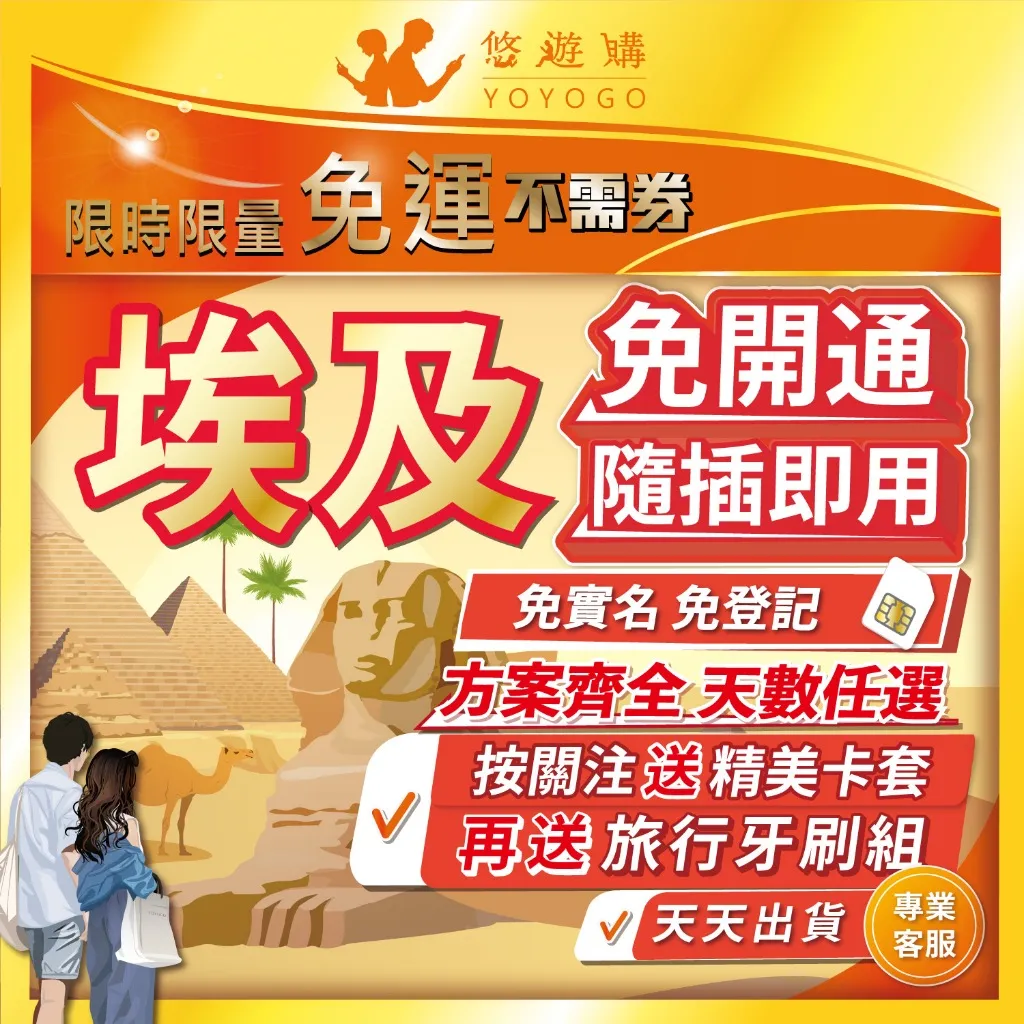 悠遊購
YOYOGO
限時限量免運不需券
埃及
免開通
隨插即用
免實名 免登記
方案齊全 天數任選
按關注送精美卡套
再送旅行牙刷組
天天出貨
專業
客服